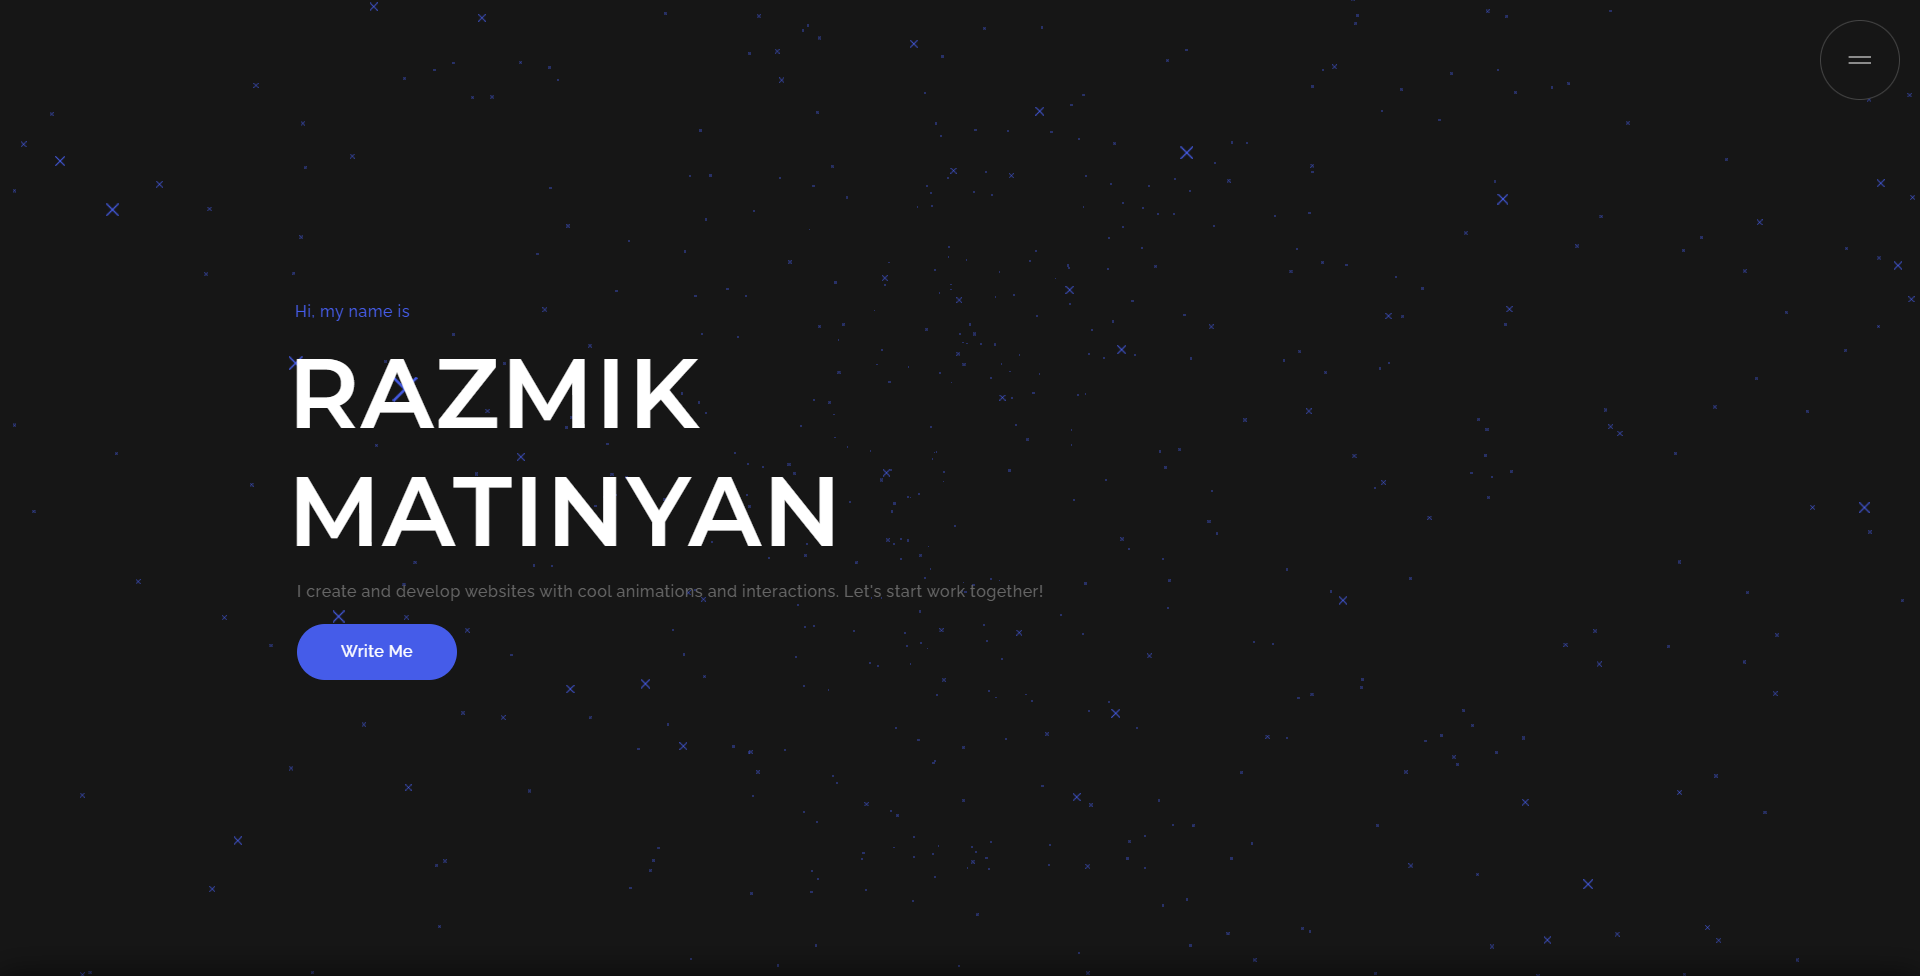 Hi, my name is
RAZMIK
MATINYAN
I create and develop websites with cool animations and interactions. Let's start work together!
Write Me